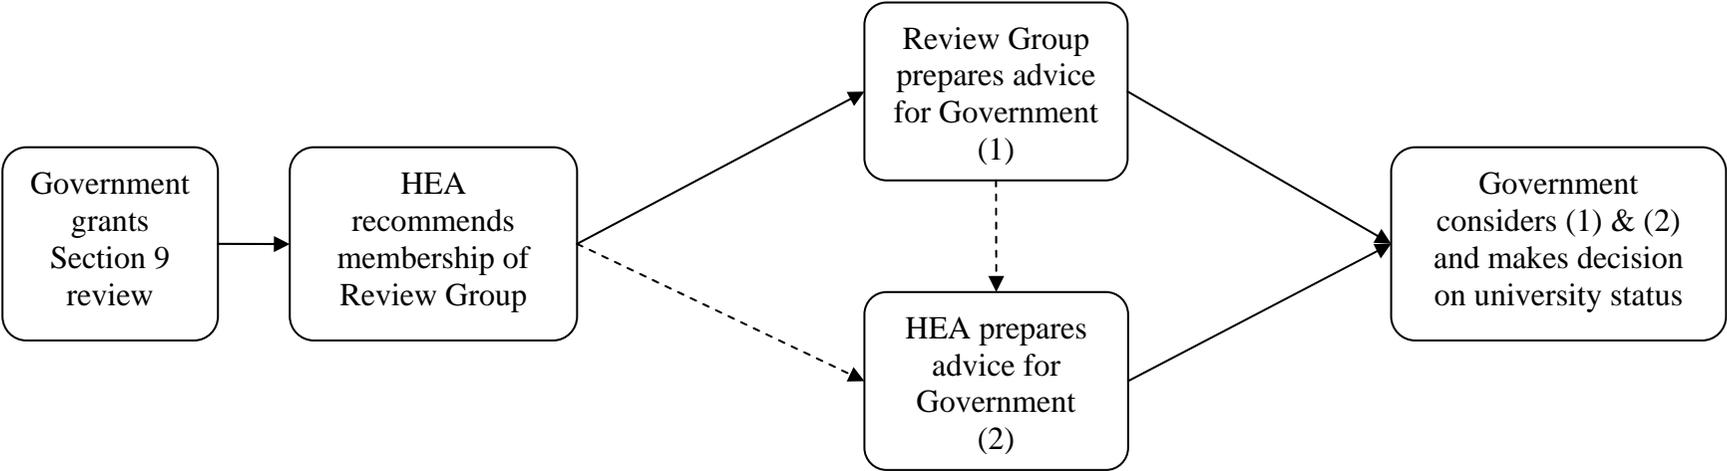 Government
grants
Section 9
review
HEA
recommends
membership of
Review Group
Review Group
prepares advice
for Government
(1)
HEA prepares
advice for
Government
(2)
Government
considers (1) & (2)
and makes decision
on university status